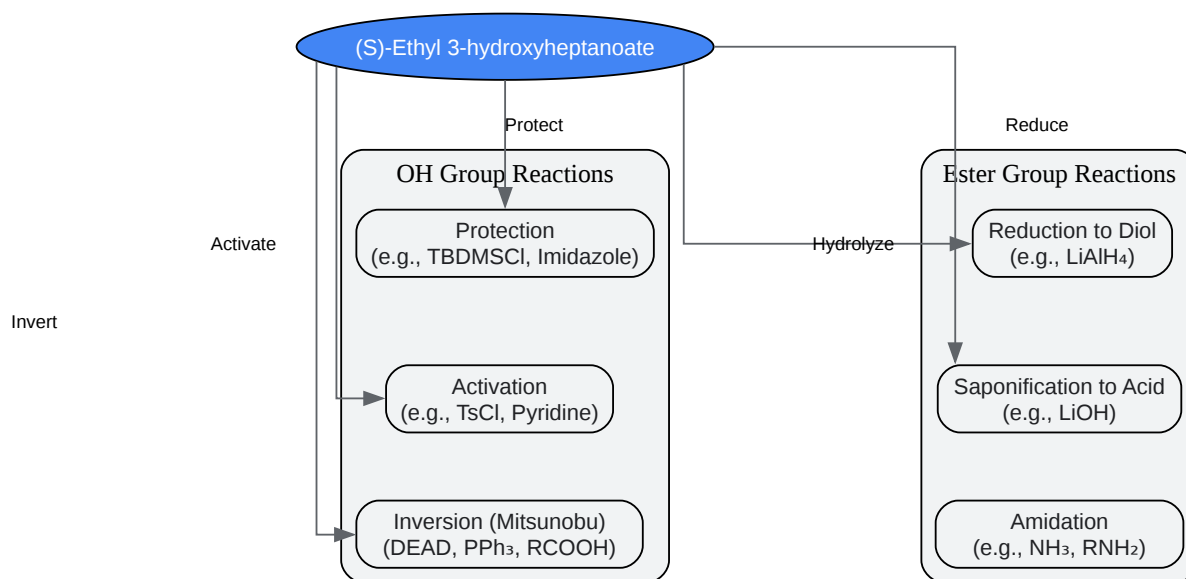 (S)-Ethyl 3-hydroxyheptanoate
Protect
Reduce
OH Group Reactions
Ester Group Reactions
Protection
(e.g., TBDMSCl, Imidazole)
Activate
Hydrolyze
Reduction to Diol
(e.g., LiAlH₄)
Invert
Activation
(e.g., TsCl, Pyridine)
Saponification to Acid
(e.g., LiOH)
Inversion (Mitsunobu)
(DEAD, PPh₃, RCOOH)
Amidation
(e.g., NH₃, RNH₂)